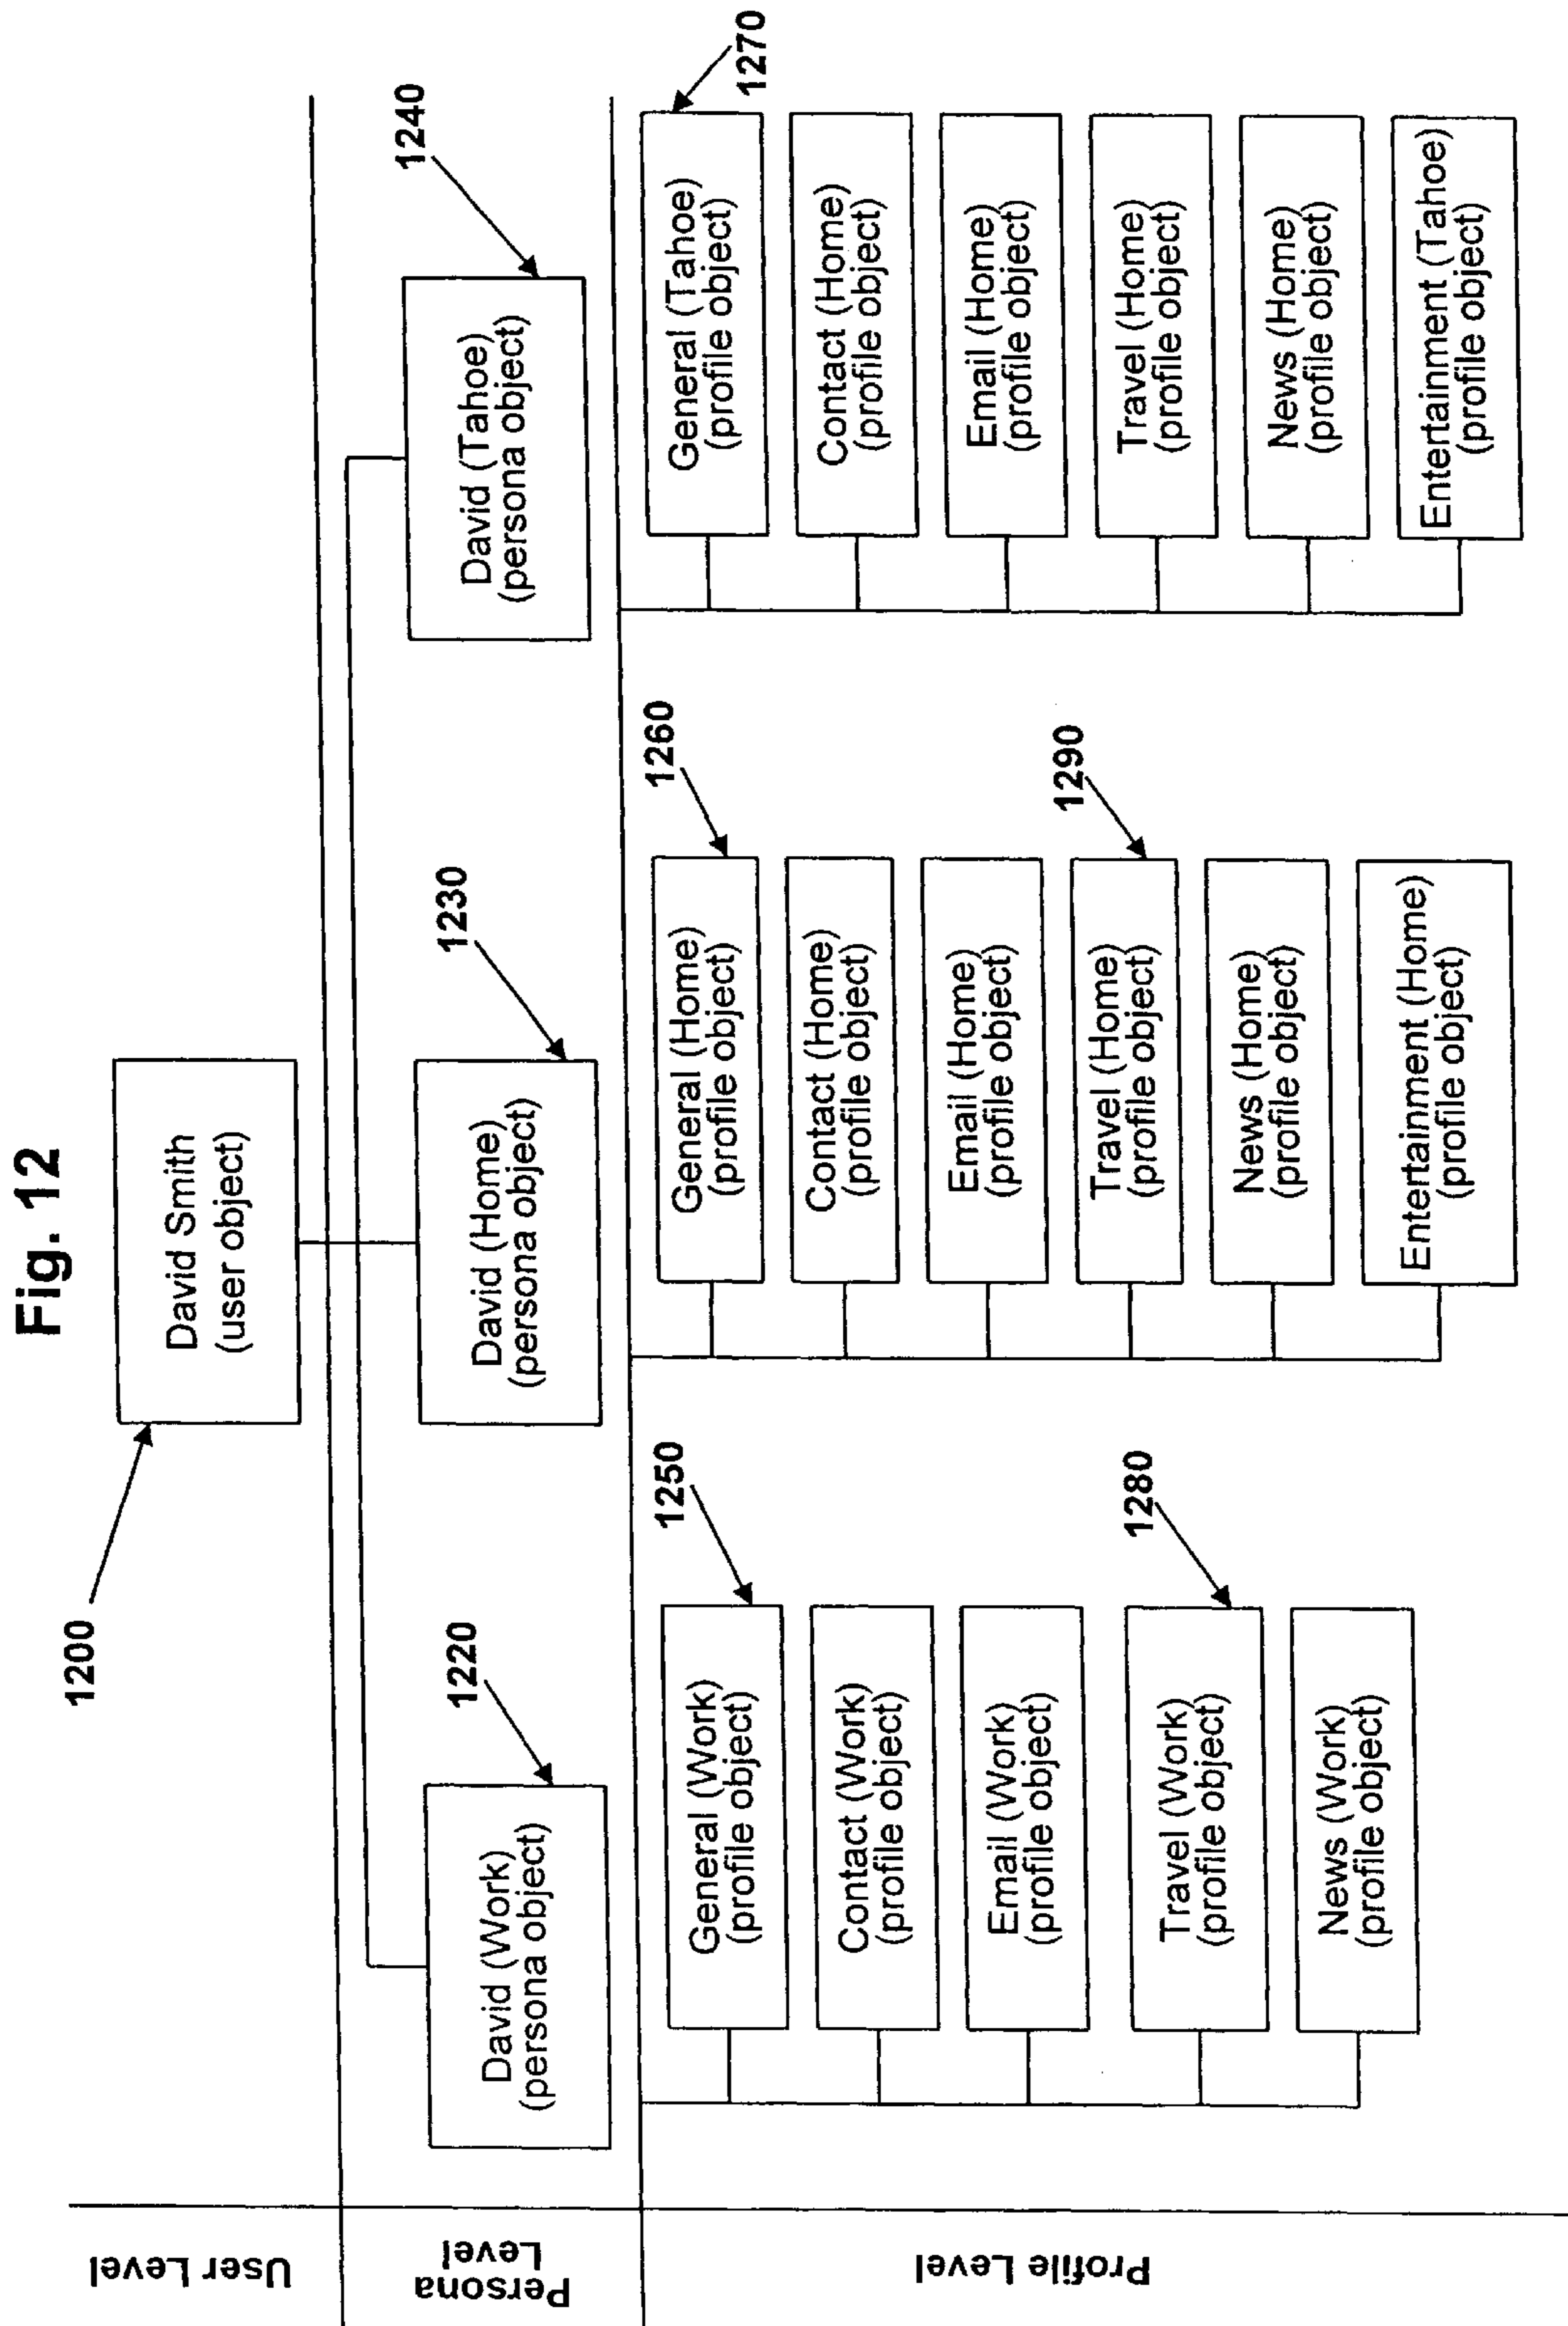 Fig. 12
1200
David Smith
(user object)
User Level
1220
David (Work)
(persona object)
1230
David (Home)
(persona object)
1240
David (Tahoe)
(persona object)
Persona
Level
Profile Level
1250
General (Work)
(profile object)
Contact (Work)
(profile object)
Email (Work)
(profile object)
1280
Travel (Work)
(profile object)
News (Work)
(profile object)
1260
General (Home)
(profile object)
Contact (Home)
(profile object)
Email (Home)
(profile object)
1290
Travel (Home)
(profile object)
News (Home)
(profile object)
Entertainment (Home)
(profile object)
1270
General (Tahoe)
(profile object)
Contact (Home)
(profile object)
Email (Home)
(profile object)
Travel (Home)
(profile object)
News (Home)
(profile object)
Entertainment (Tahoe)
(profile object)